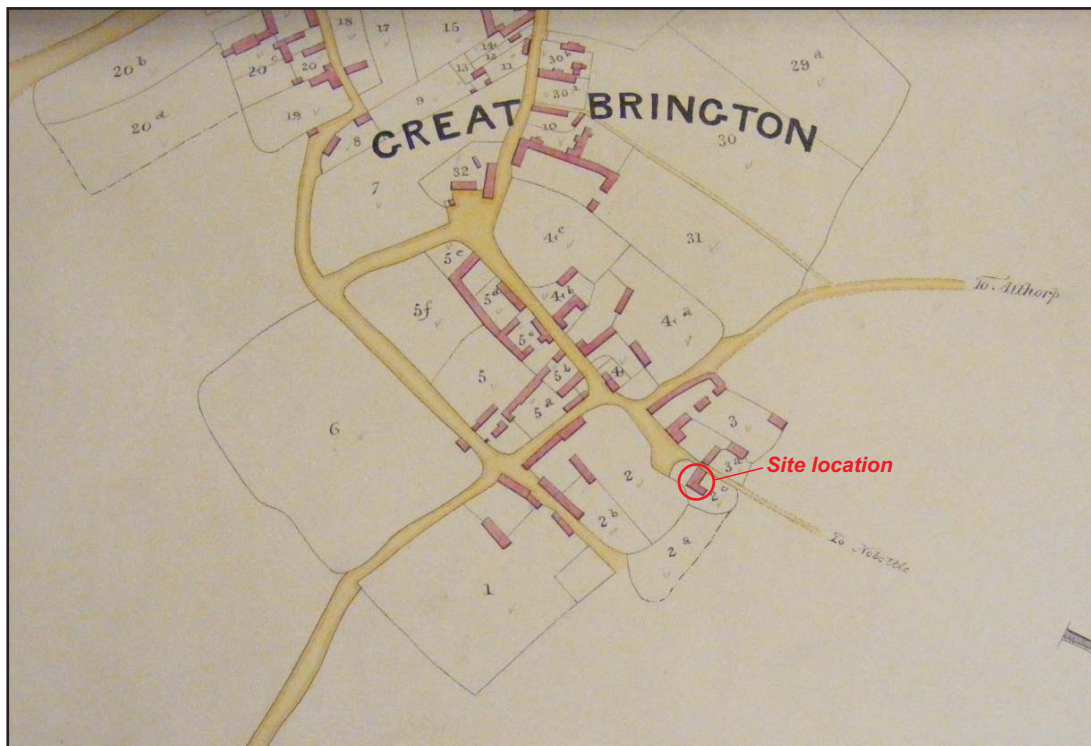 18
17
15
14
12
13
11
20b
20c
20
20a
19
30b
30a
29a
9
8
GREAT BRINGTON
10
30
7
32
4c
31
5e
5d
4b
To Althorp
5f
5c
4a
5
5b
4
5a
6
3
3a
Site location
2
2c
2b
2a
To Nobottle
1